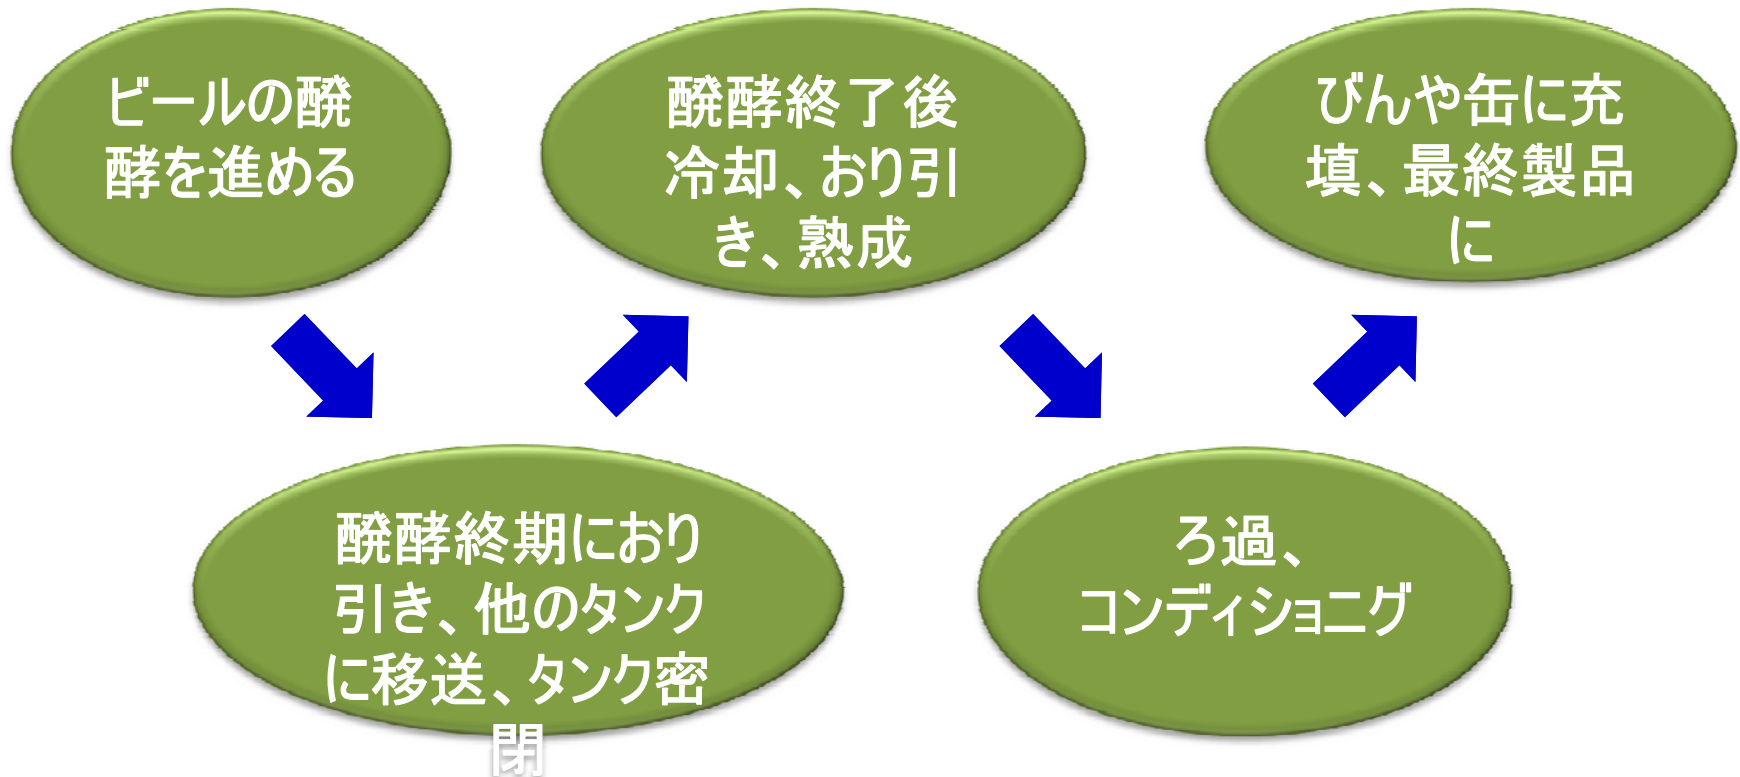 ビールの醗
酵を進める
醗酵終期におり
引き、他のタンク
に移送、タンク密
閉
醗酵終了後
冷却、おり引
き、熟成
ろ過、
コンディショニグ
びんや缶に充
填、最終製品
に